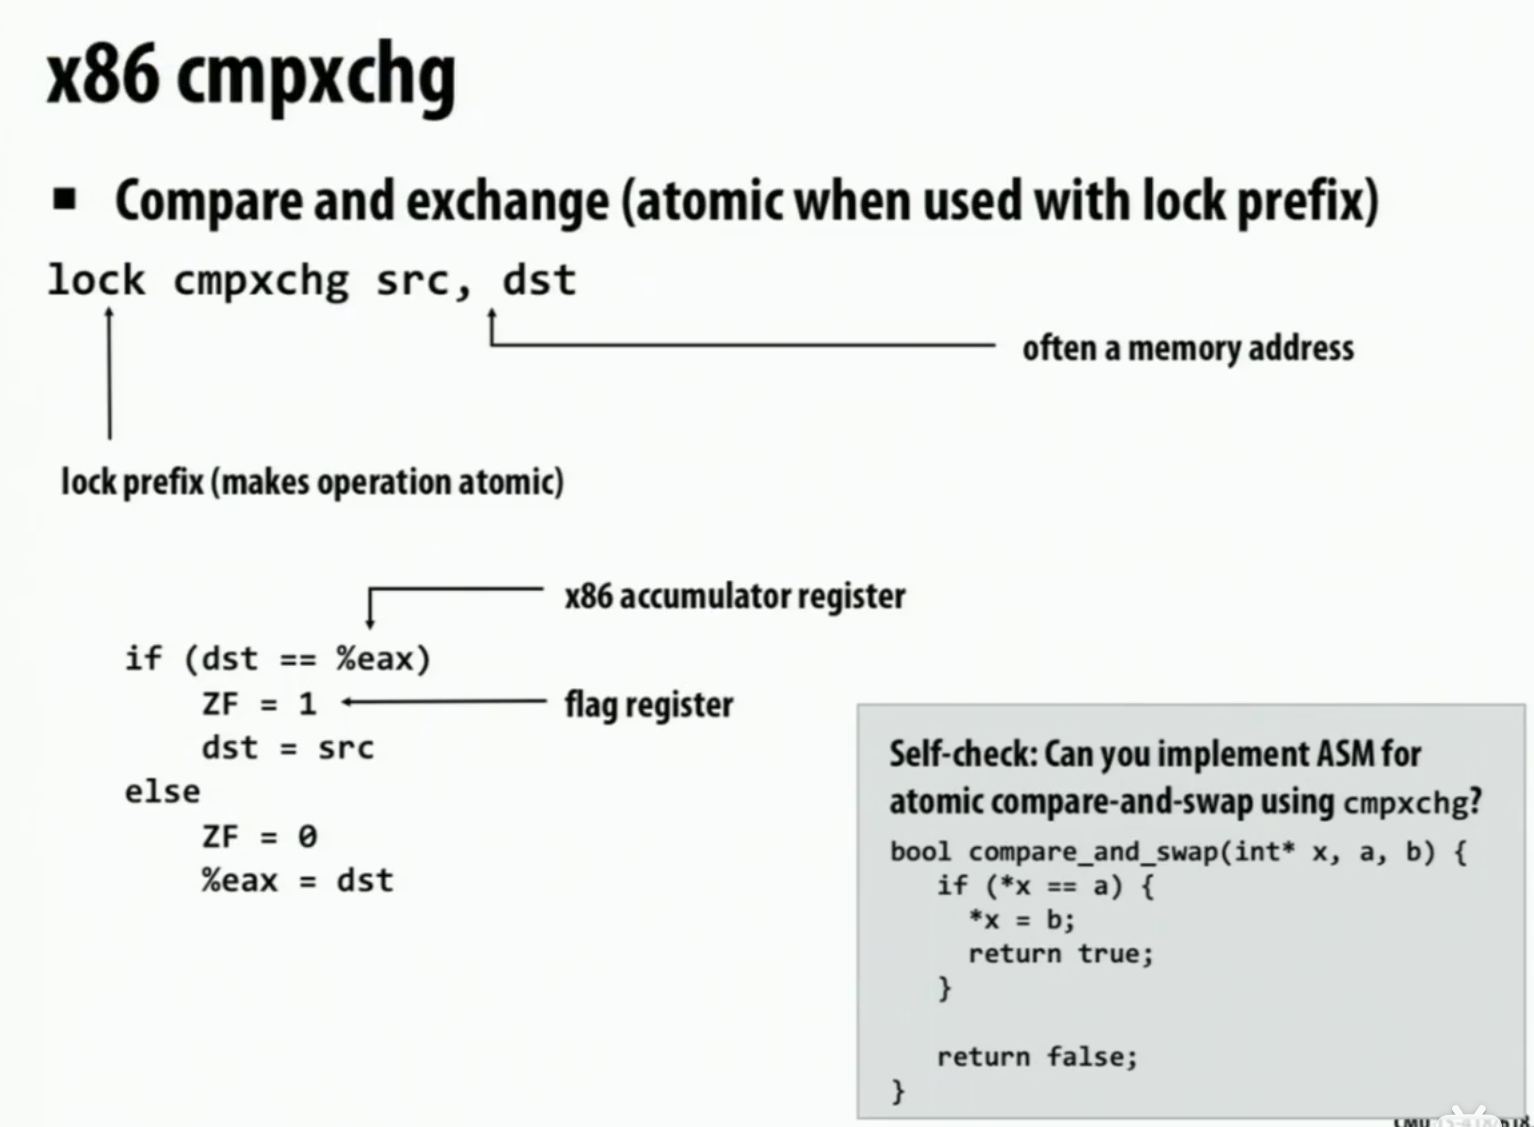 x86 cmpxchg
■ Compare and exchange (atomic when used with lock prefix)
lock cmpxchg src, dst
often a memory address
lock prefix (makes operation atomic)
x86 accumulator register
if (dst == %eax)
ZF = 1
flag register
dst = src
else
ZF = 0
%eax = dst
Self-check: Can you implement ASM for
atomic compare-and-swap using cmpxchg?
bool compare_and_swap(int* x, a, b) {
if (*x == a) {
*x = b;
return true;
}
return false;
}